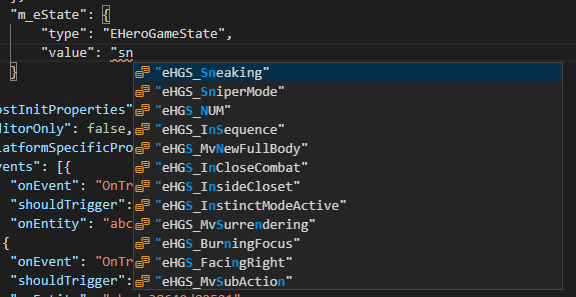 "m_eState": {
"type": "EHeroGameState",
"value": "sn
}
"eHGS_Sneaking"
"eHGS_SniperMode"
ostInitProperties"
"eHGS_NUM"
ditorOnly": false,
"eHGS_InSequence"
latformSpecificPro
"eHGS_MvNewFullBody"
vents": [{
"eHGS_InCloseCombat"
"onEvent": "OnTr
"eHGS_InsideCloset"
"shouldTrigger":
"eHGS_InstinctModeActive"
"onEntity": "abc
"eHGS_MvSurrendering"
{
"eHGS_BurningFocus"
"onEvent": "OnTr
"eHGS_FacingRight"
"shouldTrigger":
"eHGS_MvSubAction"